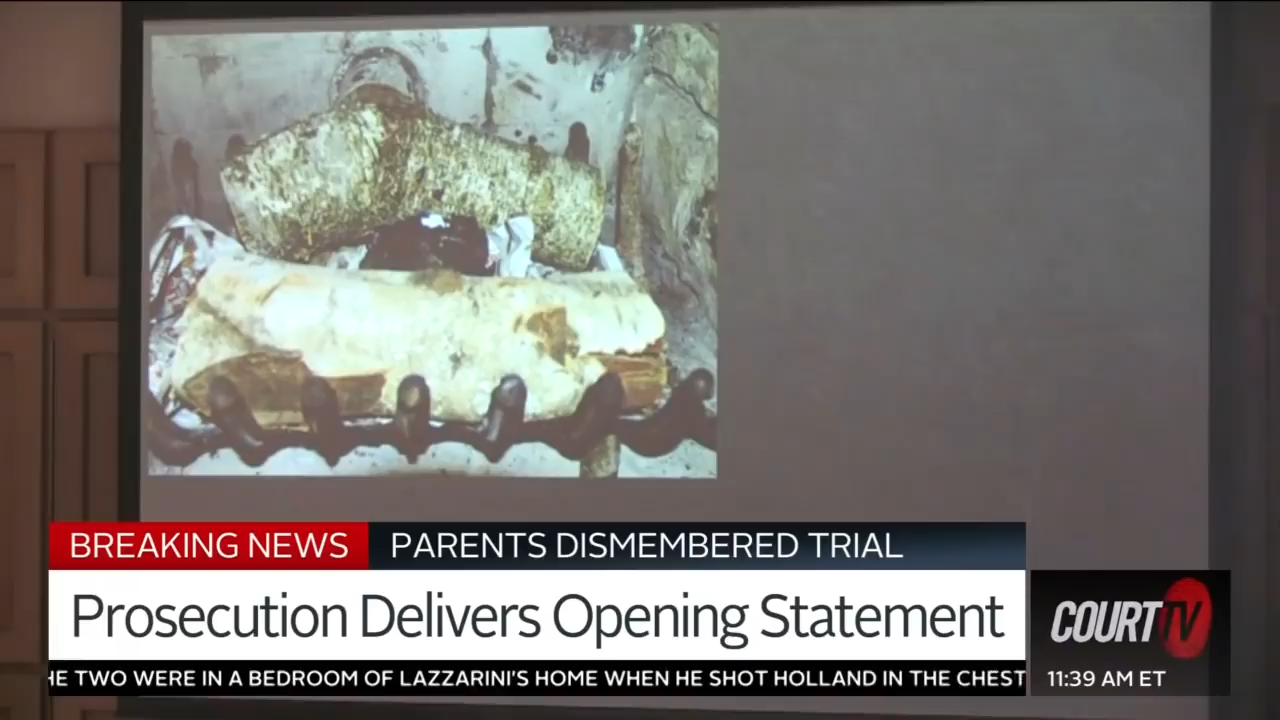 BREAKING NEWS PARENTS DISMEMBERED TRIAL
Prosecution Delivers Opening Statement
COURT TV
HE TWO WERE IN A BEDROOM OF LAZZARINI'S HOME WHEN HE SHOT HOLLAND IN THE CHEST
11:39 AM ET